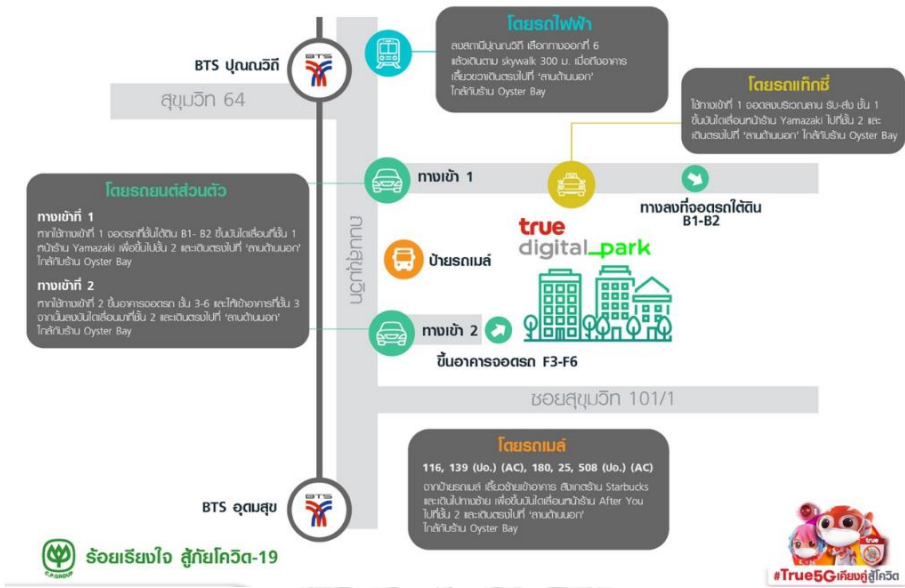 โดยรถไฟฟ้า
ลงสถานีปุณณวิถี เลือกทางออกที่ 6
แล้วเดินตาม skywalk 300 ม. เมื่อถึงอาคาร
เลี้ยวขวาเดินตรงไปที่ ‘ลานด้านนอก’
ใกล้กับร้าน Oyster Bay
BTS ปุณณวิถี
BTS
สุขุมวิท 64
โดยรถแท็กซี่
ใช้ทางเข้าที่ 1 จอดลงบริเวณลาน รับ-ส่ง ชั้น 1
ขึ้นบันไดเลื่อนหน้าร้าน Yamazaki ไปที่ชั้น 2 และ
เดินตรงไปที่ ‘ลานด้านนอก’ ใกล้กับร้าน Oyster Bay
ทางเข้า 1
ทางลงที่จอดรถใต้ดิน
B1-B2
โดยรถยนต์ส่วนตัว
ทางเข้าที่ 1
หากใช้ทางเข้าที่ 1 จอดรถที่ชั้นใต้ดิน B1- B2 ขึ้นบันไดเลื่อนที่ชั้น 1
หน้าร้าน Yamazaki เพื่อขึ้นไปชั้น 2 และเดินตรงไปที่ ‘ลานด้านนอก’
ใกล้กับร้าน Oyster Bay
ทางเข้าที่ 2
หากใช้ทางเข้าที่ 2 ขึ้นอาคารจอดรถ ชั้น 3-6 และให้เข้าอาคารที่ชั้น 3
จากนั้นลงบันไดเลื่อนมาที่ชั้น 2 และเดินตรงไปที่ ‘ลานด้านนอก’
ใกล้กับร้าน Oyster Bay
ถนนสุขุมวิท
true
digital_park
ป้ายรถเมล์
ทางเข้า 2
ขึ้นอาคารจอดรถ F3-F6
ซอยสุขุมวิท 101/1
โดยรถเมล์
116, 139 (ปอ.) (AC), 180, 25, 508 (ปอ.) (AC)
จากป้ายรถเมล์ เลี้ยวซ้ายเข้าอาคาร สังเกตร้าน Starbucks
และเดินไปทางซ้าย เพื่อขึ้นบันไดเลื่อนหน้าร้าน After You
ไปที่ชั้น 2 และเดินตรงไปที่ ‘ลานด้านนอก’
ใกล้กับร้าน Oyster Bay
BTS อุดมสุข
BTS
C.P.GROUP
ร้อยเรียงใจ สู้ภัยโควิด-19
true
#True5Gเคียงคู่สู้โควิด